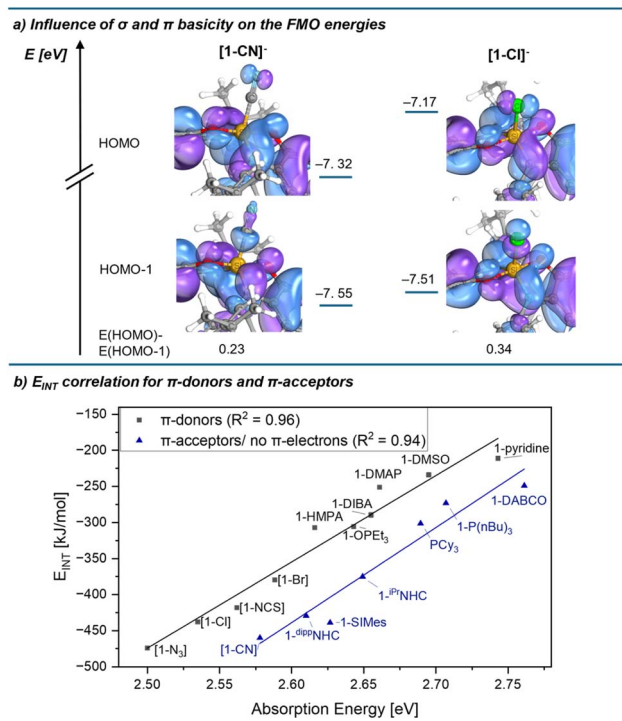 a) Influence of σ and π basicity on the FMO energies
E [eV]
[1-CN]⁻
[1-Cl]⁻
HOMO
–7. 32
–7.17
HOMO-1
–7. 55
–7.51
E(HOMO)-
E(HOMO-1)
0.23
0.34
b) E_INT correlation for π-donors and π-acceptors
π-donors (R² = 0.96)
π-acceptors/ no π-electrons (R² = 0.94)
E_INT [kJ/mol]
−150
−200
−250
−300
−350
−400
−450
−500
1-pyridine
1-DMSO
1-DMAP
1-DIBA
1-HMPA
1-OPEt₃
[1-Br]
[1-NCS]
[1-Cl]
[1-N₃]
1-DABCO
1-P(nBu)₃
PCy₃
1-ⁱᴾʳNHC
1-SIMes
1-ᵈⁱᵖᵖNHC
[1-CN]
2.50
2.55
2.60
2.65
2.70
2.75
Absorption Energy [eV]